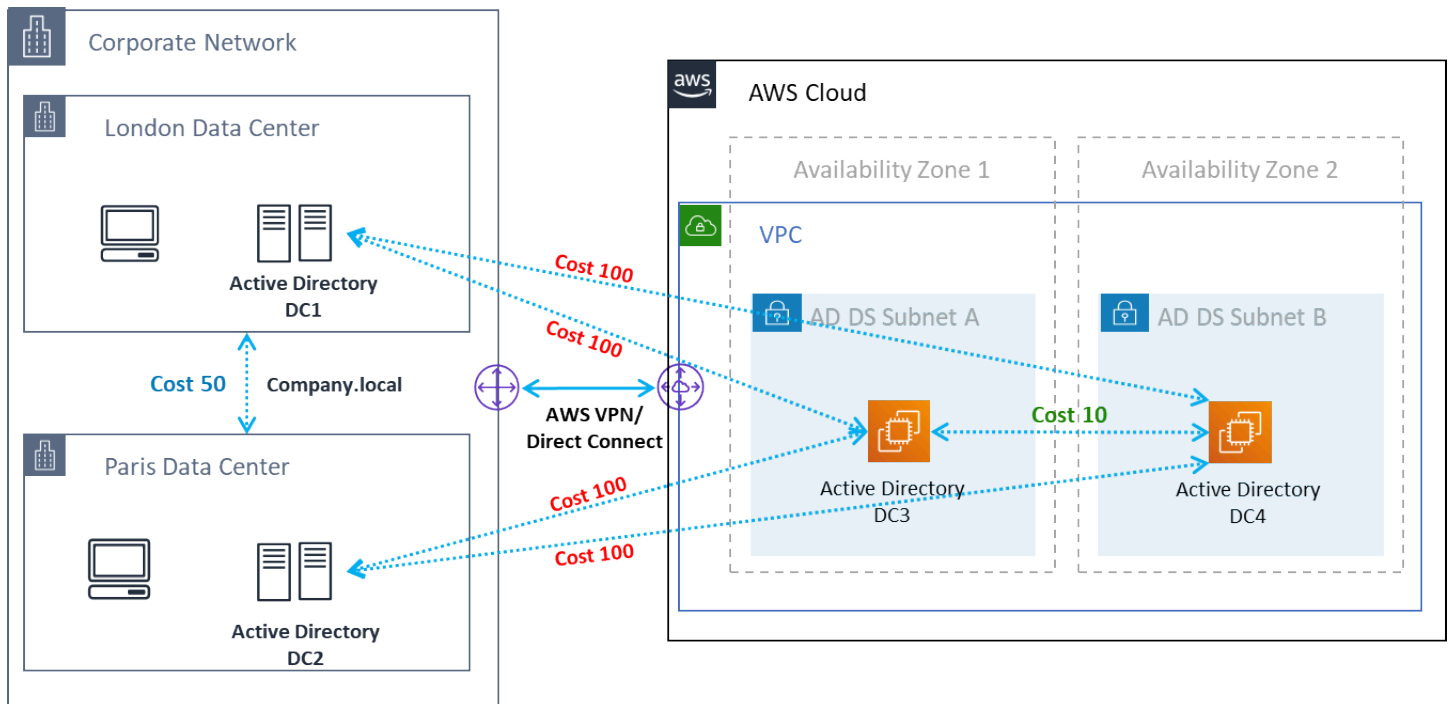 Corporate Network
London Data Center
Active Directory
DC1
Cost 50
Company.local
Paris Data Center
Active Directory
DC2
AWS VPN/
Direct Connect
Cost 100
Cost 100
Cost 100
Cost 100
aws
AWS Cloud
Availability Zone 1
Availability Zone 2
VPC
AD DS Subnet A
AD DS Subnet B
Cost 10
Active Directory
DC3
Active Directory
DC4